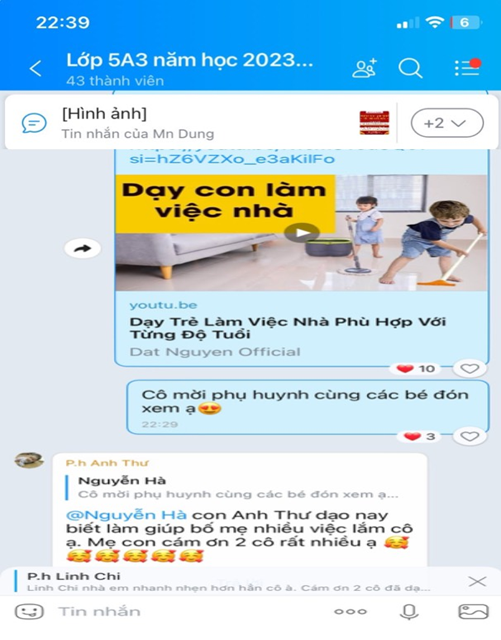 22:39
6
Lớp 5A3 năm học 2023...
43 thành viên
[Hình ảnh]
Tin nhắn của Mn Dung
+2
si=hZ6VZXo_e3aKilFo
Dạy con làm
việc nhà
youtu.be
Dạy Trẻ Làm Việc Nhà Phù Hợp Với
Từng Độ Tuổi
Dat Nguyen Official
10
Cô mời phụ huynh cùng các bé đón
xem ạ😍
22:29
3
P.h Anh Thư
Nguyễn Hà
Cô mời phụ huynh cùng các bé đón xem ạ...
@Nguyễn Hà con Anh Thư dạo nay
biết làm giúp bố mẹ nhiều việc lắm cô
ạ. Mẹ con cám ơn 2 cô rất nhiều ạ 🥰
🥰🥰🥰🥰🥰
P.h Linh Chi
Linh Chi nhà em nhanh nhẹn hơn hẳn cô à. Cám ơn 2 cô đã dạ...
Tin nhắn